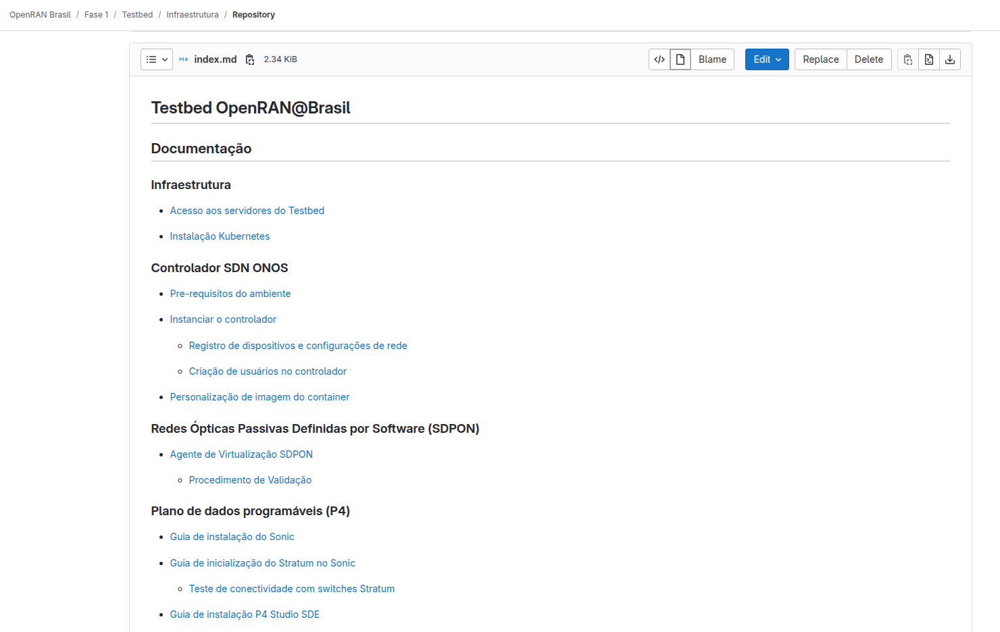 OpenRAN Brasil / Fase 1 / Testbed / Infraestrutura / Repository
index.md 2.34 KiB Blame Edit Replace Delete
Testbed OpenRAN@Brasil
Documentação
Infraestrutura
Acesso aos servidores do Testbed
Instalação Kubernetes
Controlador SDN ONOS
Pre-requisitos do ambiente
Instanciar o controlador
Registro de dispositivos e configurações de rede
Criação de usuários no controlador
Personalização de imagem do container
Redes Ópticas Passivas Definidas por Software (SDPON)
Agente de Virtualização SDPON
Procedimento de Validação
Plano de dados programáveis (P4)
Guia de instalação do Sonic
Guia de inicialização do Stratum no Sonic
Teste de conectividade com switches Stratum
Guia de instalação P4 Studio SDE